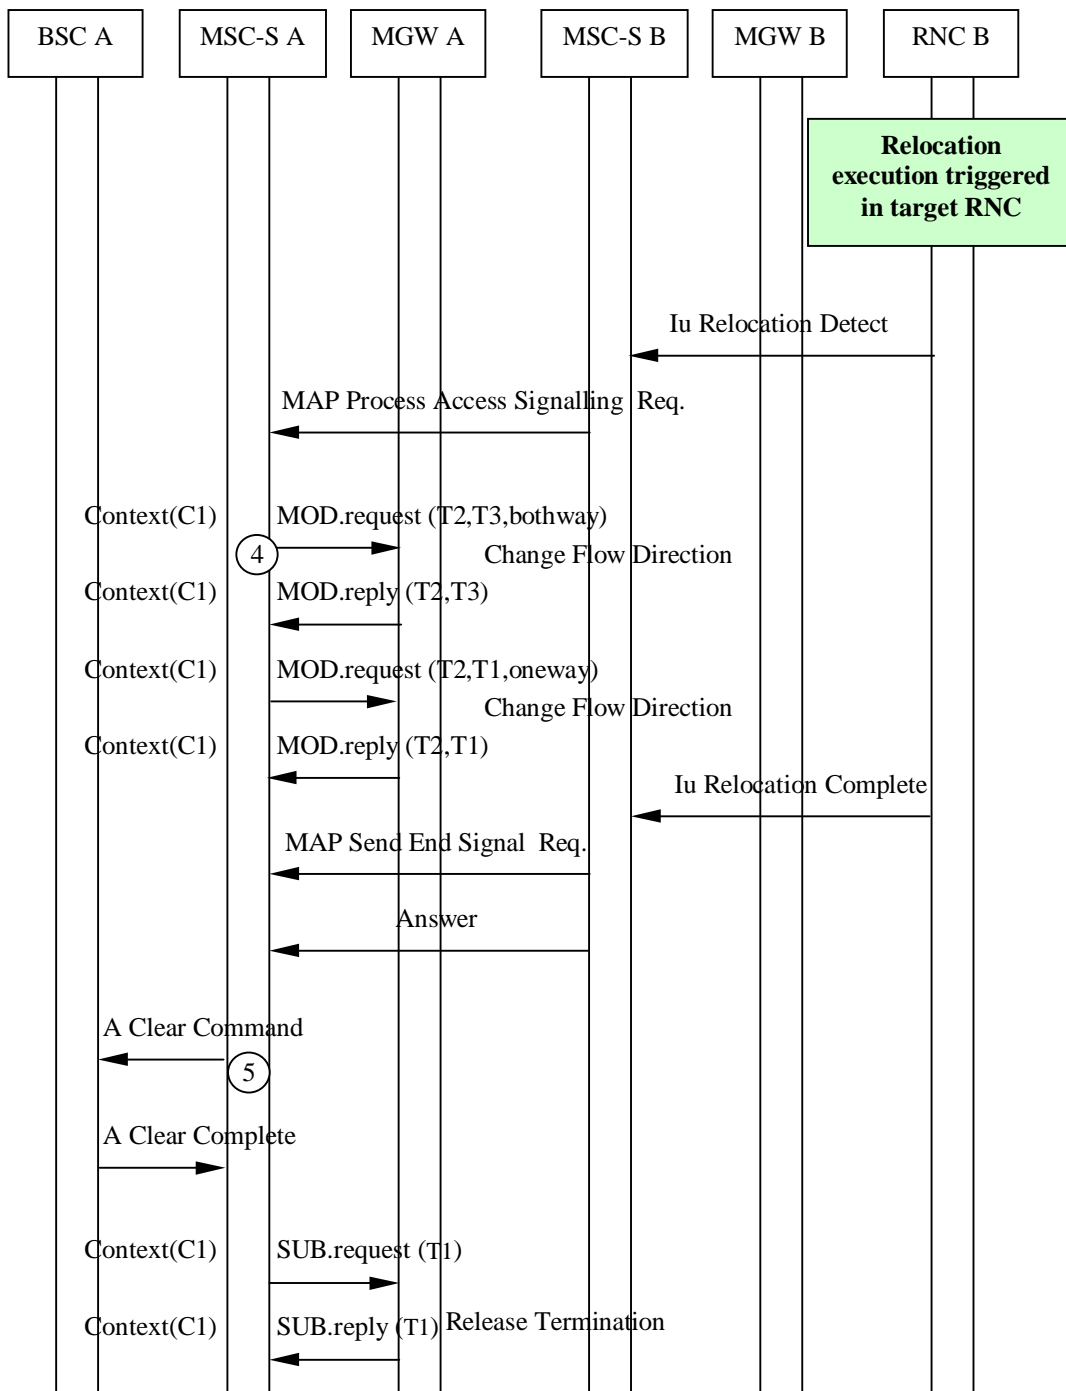 BSC A
MSC-S A
MGW A
MSC-S B
MGW B
RNC B
Relocation
execution triggered
in target RNC
Iu Relocation Detect
MAP Process Access Signalling Req.
Context(C1)
MOD.request (T2,T3,bothway)
4
Change Flow Direction
Context(C1)
MOD.reply (T2,T3)
Context(C1)
MOD.request (T2,T1,oneway)
Change Flow Direction
Context(C1)
MOD.reply (T2,T1)
Iu Relocation Complete
MAP Send End Signal Req.
Answer
A Clear Command
5
A Clear Complete
Context(C1)
SUB.request (T1)
Context(C1)
SUB.reply (T1)
Release Termination